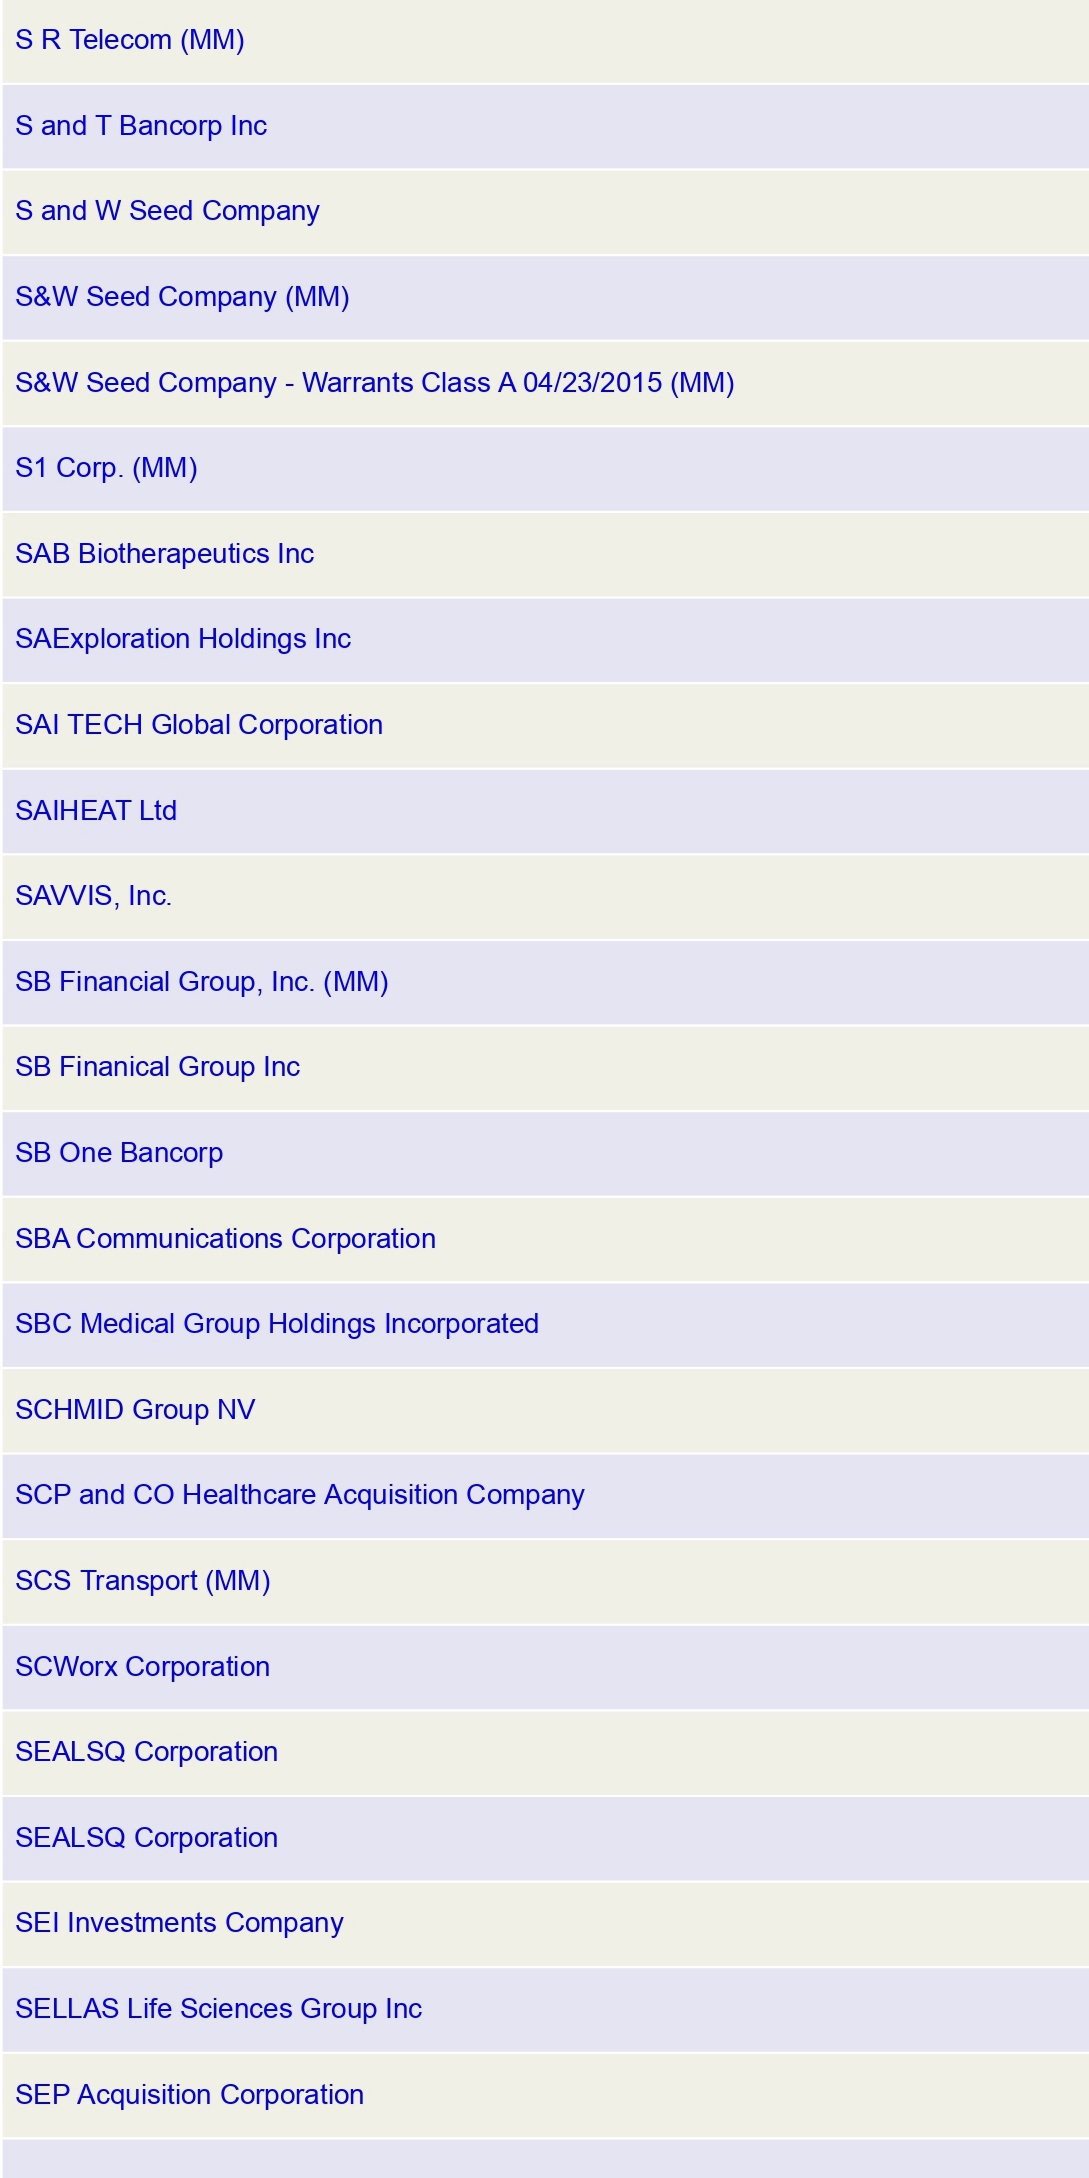 S R Telecom (MM)
S and T Bancorp Inc
S and W Seed Company
S&W Seed Company (MM)
S&W Seed Company - Warrants Class A 04/23/2015 (MM)
S1 Corp. (MM)
SAB Biotherapeutics Inc
SAExploration Holdings Inc
SAI TECH Global Corporation
SAIHEAT Ltd
SAVVIS, Inc.
SB Financial Group, Inc. (MM)
SB Finanical Group Inc
SB One Bancorp
SBA Communications Corporation
SBC Medical Group Holdings Incorporated
SCHMID Group NV
SCP and CO Healthcare Acquisition Company
SCS Transport (MM)
SCWorx Corporation
SEALSQ Corporation
SEALSQ Corporation
SEI Investments Company
SELLAS Life Sciences Group Inc
SEP Acquisition Corporation